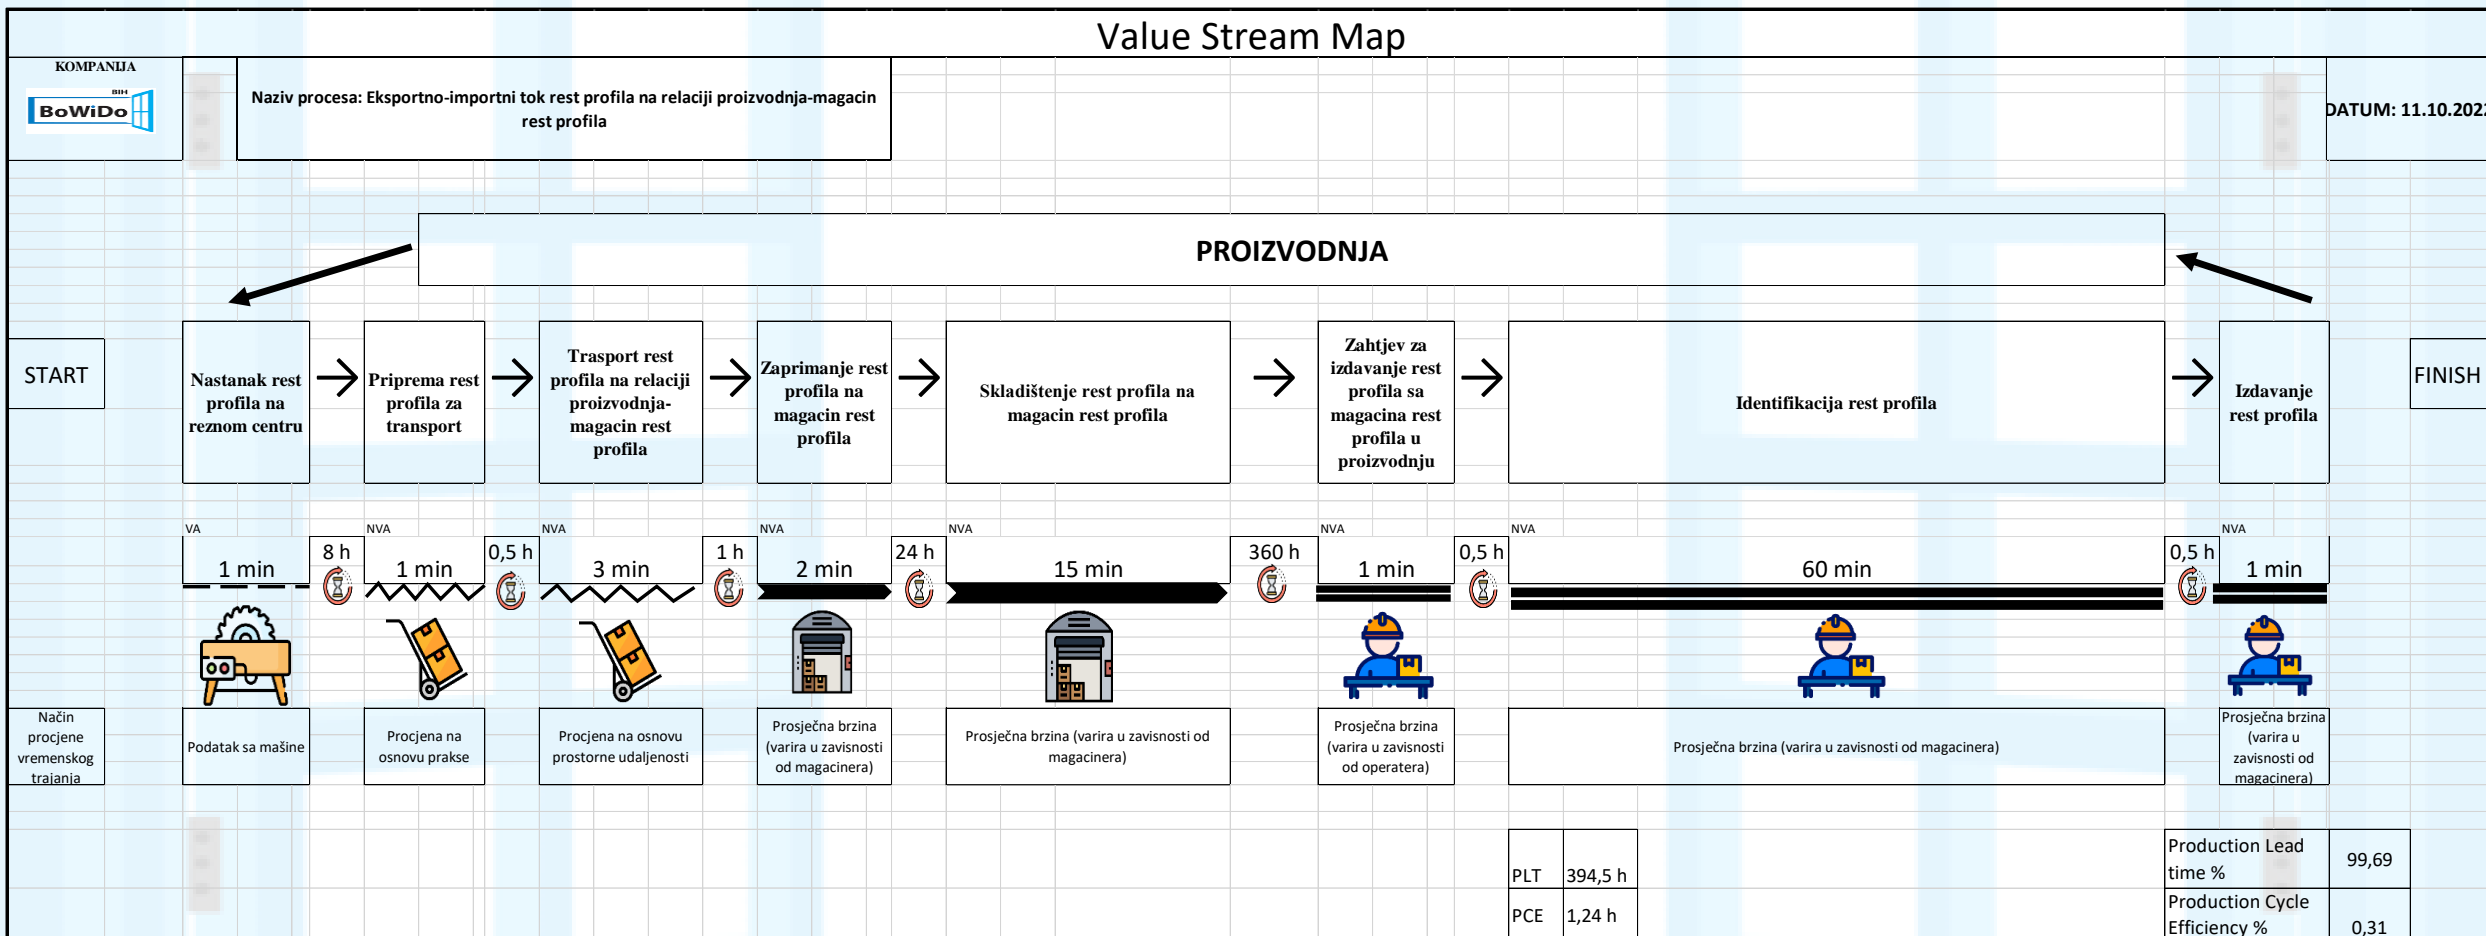 Value Stream Map
KOMPANIJA
BIH
BoWiDo
Naziv procesa: Eksportno-importni tok rest profila na relaciji proizvodnja-magacin
rest profila
DATUM: 11.10.2022
PROIZVODNJA
START
Nastanak rest
profila na
reznom centru
Priprema rest
profila za
transport
Trasport rest
profila na relaciji
proizvodnja-
magacin rest
profila
Zaprimanje rest
profila na
magacin rest
profila
Skladištenje rest profila na
magacin rest profila
Zahtjev za
izdavanje rest
profila sa
magacina rest
profila u
proizvodnju
Identifikacija rest profila
Izdavanje
rest profila
FINISH
VA
1 min
8 h
NVA
1 min
0,5 h
NVA
3 min
1 h
NVA
2 min
24 h
NVA
15 min
360 h
NVA
1 min
0,5 h
NVA
60 min
0,5 h
NVA
1 min
Način
procjene
vremenskog
trajanja
Podatak sa mašine
Procjena na
osnovu prakse
Procjena na osnovu
prostorne udaljenosti
Prosječna brzina
(varira u zavisnosti
od magacinera)
Prosječna brzina (varira u zavisnosti od
magacinera)
Prosječna brzina
(varira u zavisnosti
od operatera)
Prosječna brzina (varira u zavisnosti od magacinera)
Prosječna brzina
(varira u
zavisnosti od
magacinera)
PLT 394,5 h
PCE 1,24 h
Production Lead
time % 99,69
Production Cycle
Efficiency % 0,31